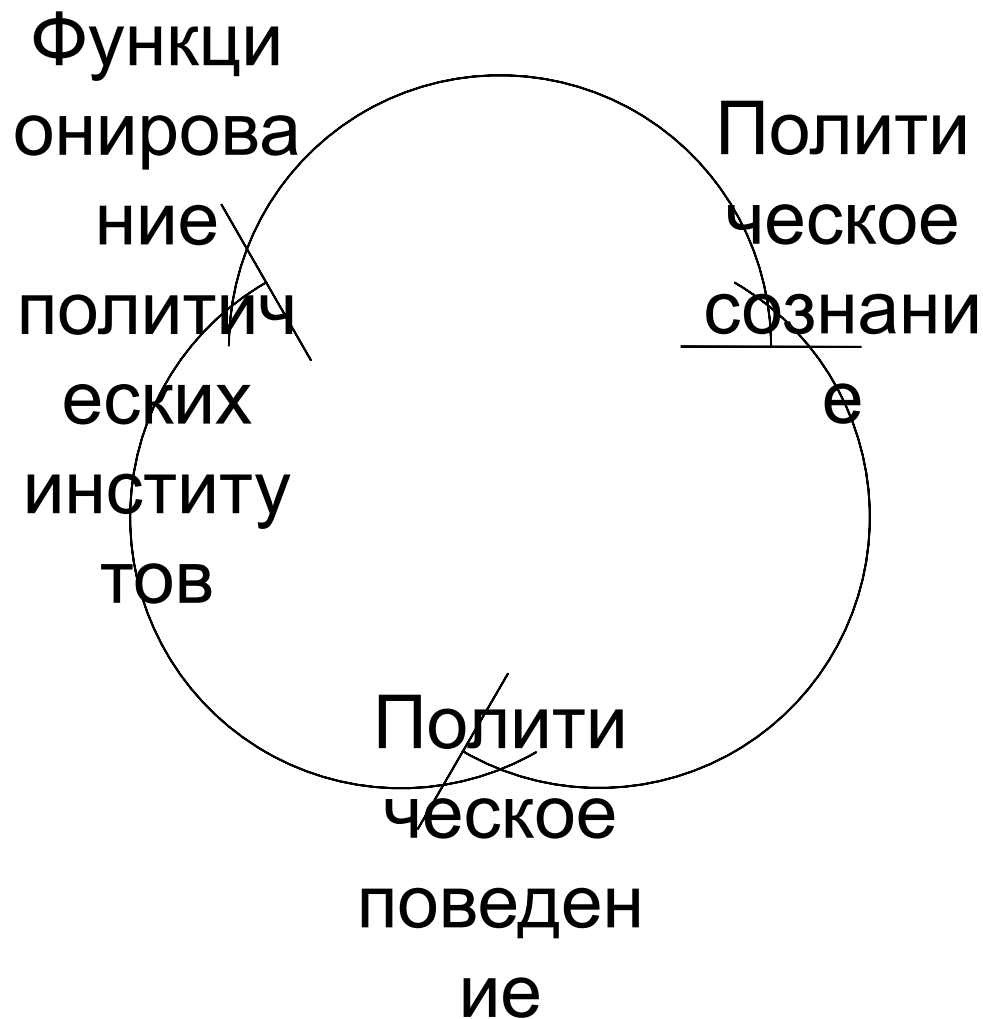 Функци
онирова
ние
политич
еских
институ
тов
Полити
ческое
сознани
е
Полити
ческое
поведен
ие